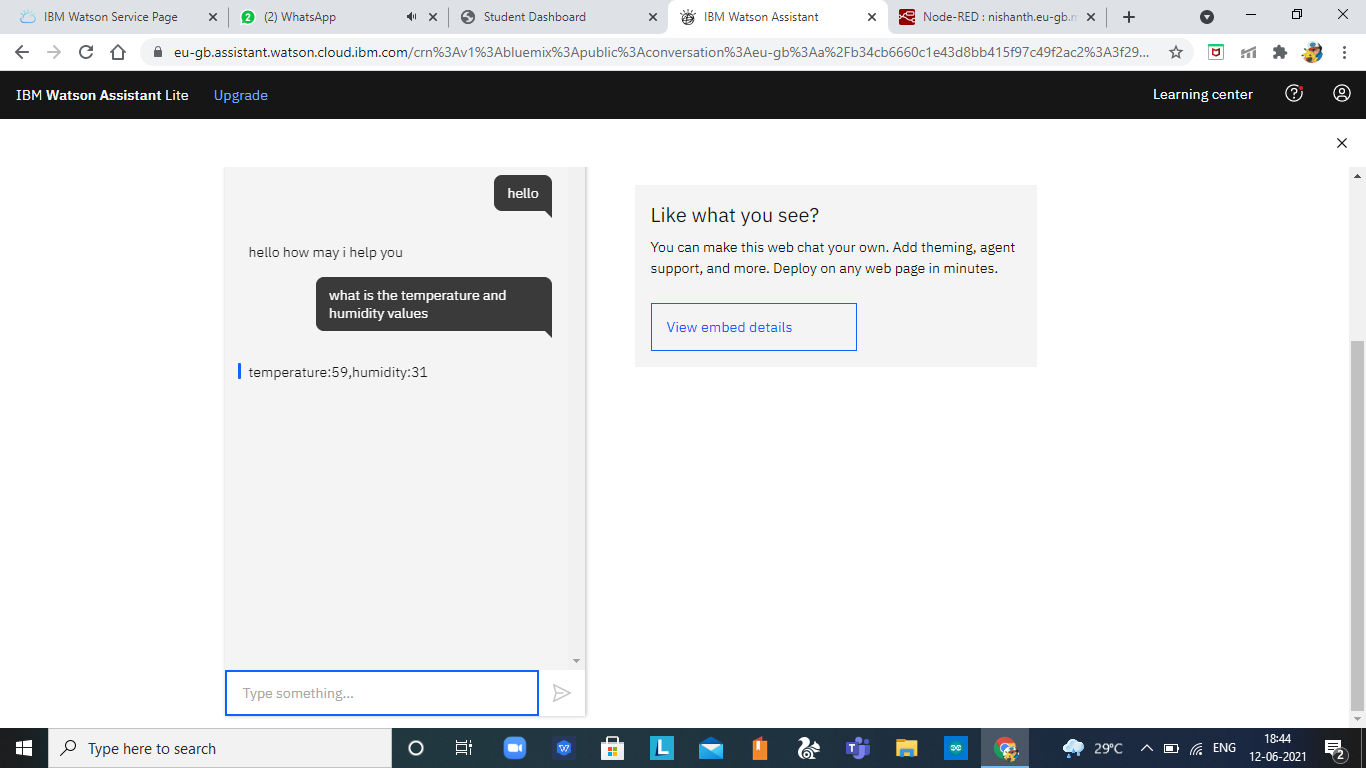 IBM Watson Service Page
(2) WhatsApp
Student Dashboard
IBM Watson Assistant
Node-RED : nishanth.eu-gb.m
eu-gb.assistant.watson.cloud.ibm.com/crn%3Av1%3Abluemix%3Apublic%3Aconversation%3Aeu-gb%3Aa%2Fb34cb6660c1e43d8bb415f97c49f2ac2%3A3f29...
IBM Watson Assistant Lite
Upgrade
Learning center
hello
hello how may i help you
what is the temperature and
humidity values
temperature:59,humidity:31
Type something...
Like what you see?
You can make this web chat your own. Add theming, agent
support, and more. Deploy on any web page in minutes.
View embed details
Type here to search
29°C
ENG
18:44
12-06-2021
2